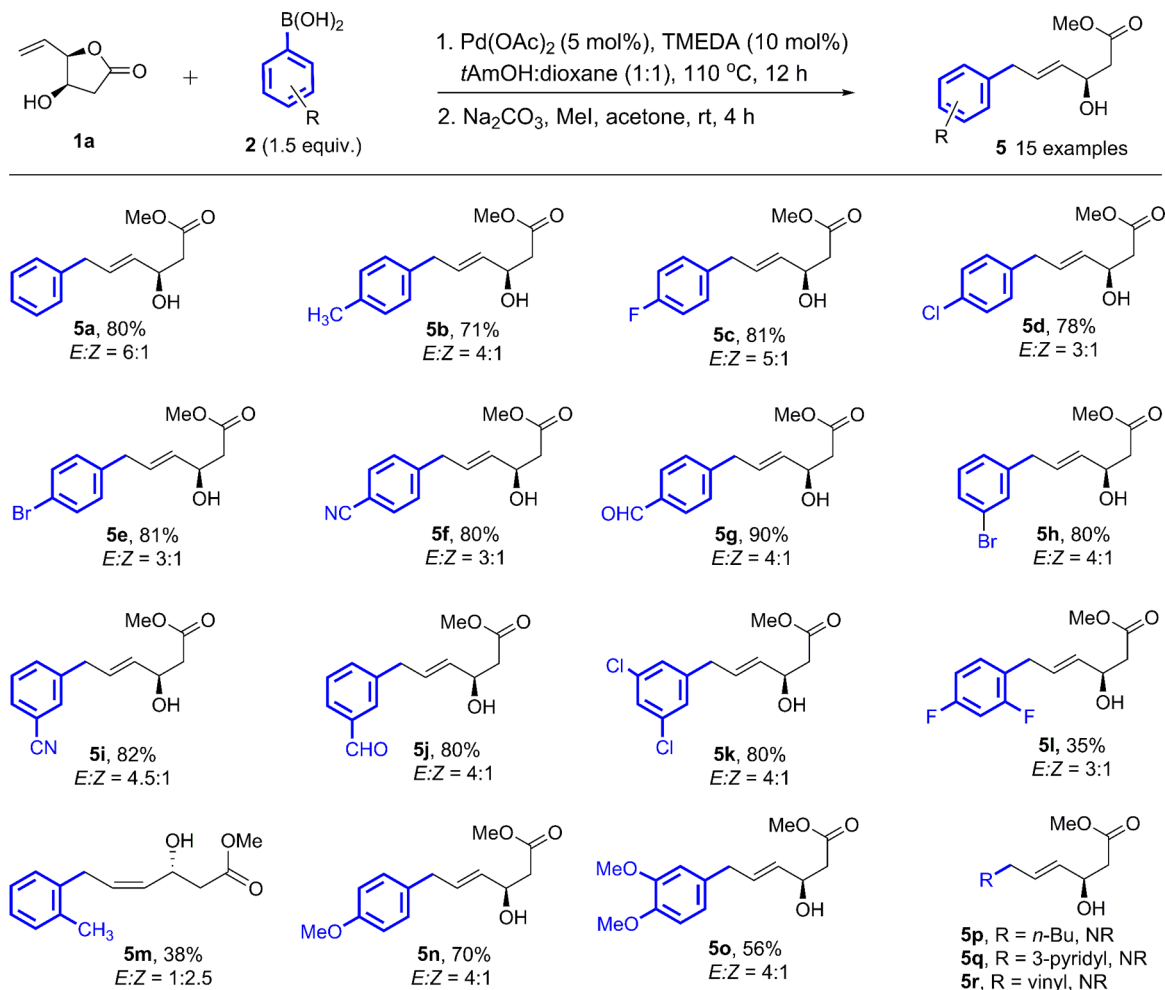 O
O
HO
1a
+
B(OH)₂
R
2 (1.5 equiv.)
1. Pd(OAc)₂ (5 mol%), TMEDA (10 mol%)
tAmOH:dioxane (1:1), 110 °C, 12 h
2. Na₂CO₃, MeI, acetone, rt, 4 h
MeO O
OH
R
5 15 examples
MeO O
OH
5a, 80%
E:Z = 6:1
MeO O
OH
H₃C
5b, 71%
E:Z = 4:1
MeO O
OH
F
5c, 81%
E:Z = 5:1
MeO O
OH
Cl
5d, 78%
E:Z = 3:1
MeO O
OH
Br
5e, 81%
E:Z = 3:1
MeO O
OH
NC
5f, 80%
E:Z = 3:1
MeO O
OH
OHC
5g, 90%
E:Z = 4:1
MeO O
OH
Br
5h, 80%
E:Z = 4:1
MeO O
OH
CN
5i, 82%
E:Z = 4.5:1
MeO O
OH
CHO
5j, 80%
E:Z = 4:1
MeO O
Cl
OH
Cl
5k, 80%
E:Z = 4:1
MeO O
OH
F F
5l, 35%
E:Z = 3:1
OH OMe
O
CH₃
5m, 38%
E:Z = 1:2.5
MeO O
OH
MeO
5n, 70%
E:Z = 4:1
MeO O
MeO
MeO OH
5o, 56%
E:Z = 4:1
MeO O
R
OH
5p, R = n-Bu, NR
5q, R = 3-pyridyl, NR
5r, R = vinyl, NR